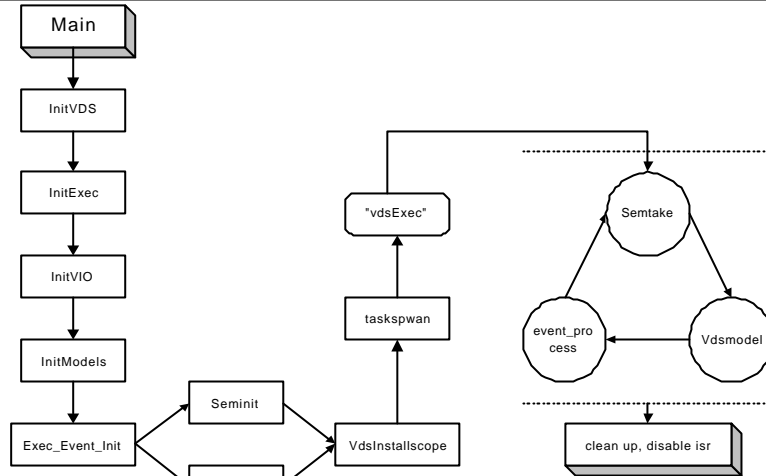 Main
InitVDS
InitExec
InitVIO
InitModels
Exec_Event_Init
Seminit
VdsInstallscope
taskspwan
"vdsExec"
Semtake
Vdsmodel
event_pro
cess
clean up, disable isr